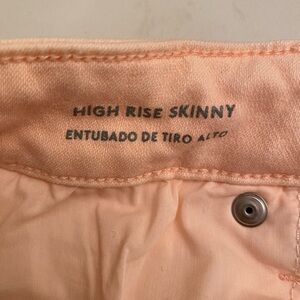 HIGH RISE SKINNY
ENTUBADO DE TIRO ALTO